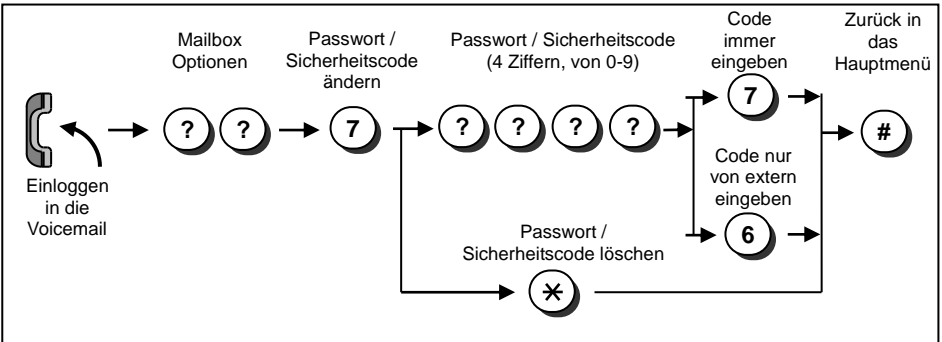 Mailbox
Optionen
Passwort /
Sicherheitscode
ändern
Passwort / Sicherheitscode
(4 Ziffern, von 0-9)
Code
immer
eingeben
Zurück in
das
Hauptmenü
? ?
7
? ? ? ?
7
#
Einloggen
in die
Voicemail
Code nur
von extern
eingeben
6
Passwort /
Sicherheitscode löschen
*